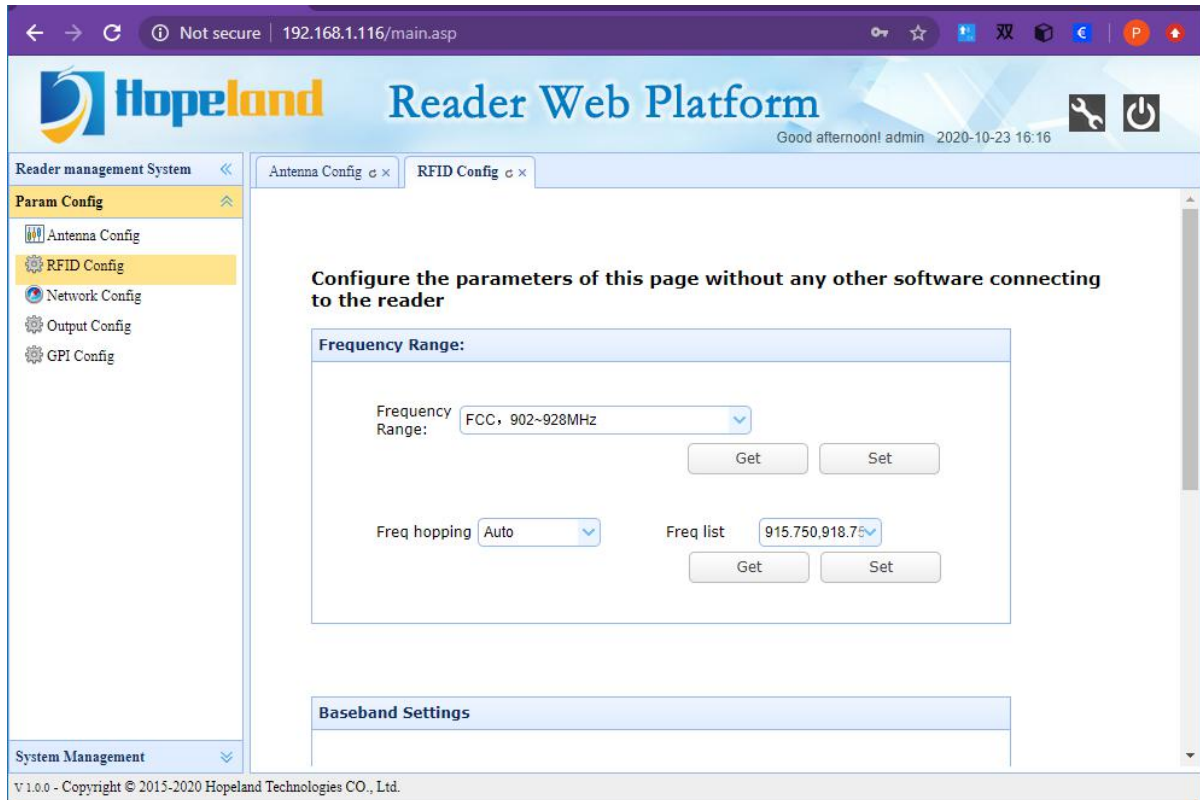 Not secure | 192.168.1.116/main.asp
双
€
P
Hopeland
Reader Web Platform
Good afternoon! admin 2020-10-23 16:16
Reader management System
Antenna Config
RFID Config
Param Config
Antenna Config
RFID Config
Network Config
Output Config
GPI Config
System Management
Configure the parameters of this page without any other software connecting
to the reader
Frequency Range:
Frequency
Range:
FCC，902~928MHz
Get
Set
Freq hopping
Auto
Freq list
915.750,918.75
Get
Set
Baseband Settings
V 1.0.0 - Copyright © 2015-2020 Hopeland Technologies CO., Ltd.